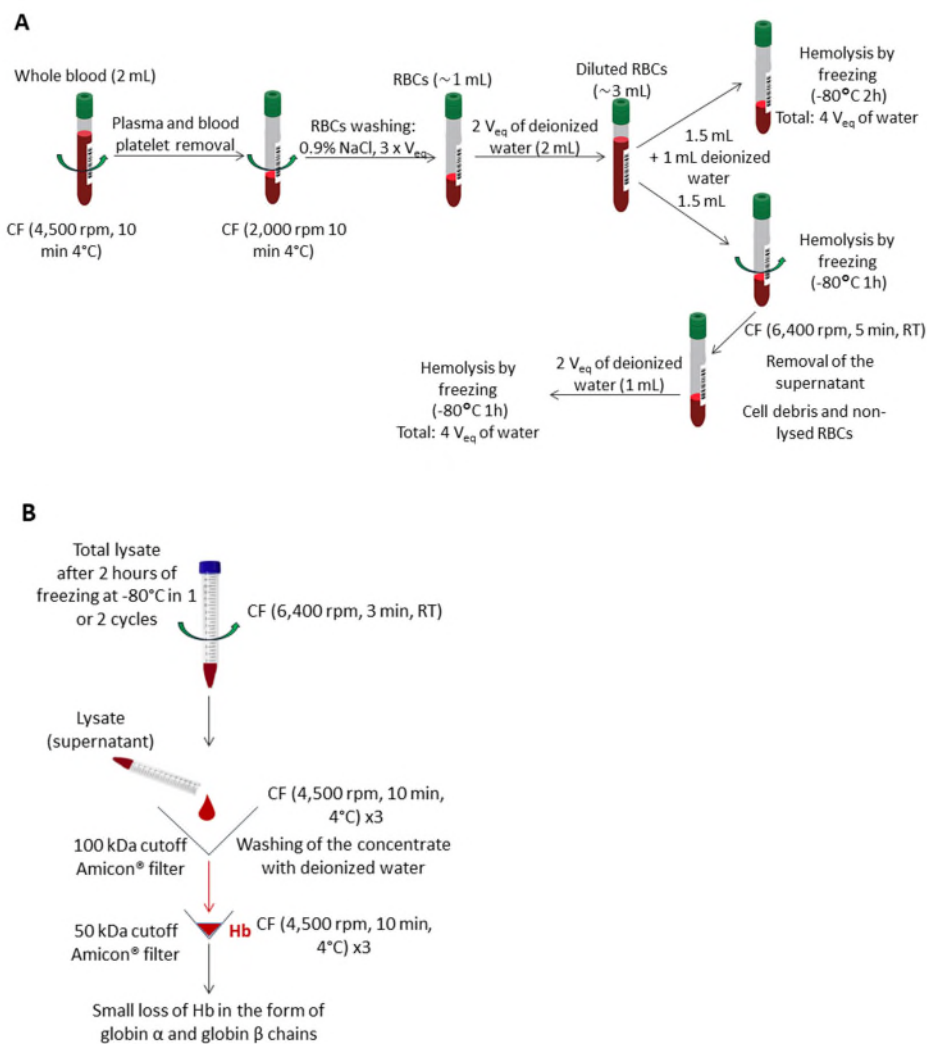 A
Whole blood (2 mL)
Plasma and blood
platelet removal
CF (4,500 rpm, 10
min 4°C)
RBCs washing:
0.9% NaCl, 3 x Veq
CF (2,000 rpm 10
min 4°C)
RBCs (~1 mL)
2 Veq of deionized
water (2 mL)
Diluted RBCs
(~3 mL)
1.5 mL
+ 1 mL deionized
water
1.5 mL
Hemolysis by
freezing
(-80°C 2h)
Total: 4 Veq of water
Hemolysis by
freezing
(-80°C 1h)
CF (6,400 rpm, 5 min, RT)
Removal of the
supernatant
Cell debris and non-
lysed RBCs
2 Veq of deionized
water (1 mL)
Hemolysis by
freezing
(-80°C 1h)
Total: 4 Veq of water
B
Total lysate
after 2 hours of
freezing at -80°C in 1
or 2 cycles
CF (6,400 rpm, 3 min, RT)
Lysate
(supernatant)
CF (4,500 rpm, 10 min,
4°C) x3
100 kDa cutoff
Amicon® filter
Washing of the concentrate
with deionized water
50 kDa cutoff
Amicon® filter
Hb
CF (4,500 rpm, 10 min,
4°C) x3
Small loss of Hb in the form of
globin α and globin β chains